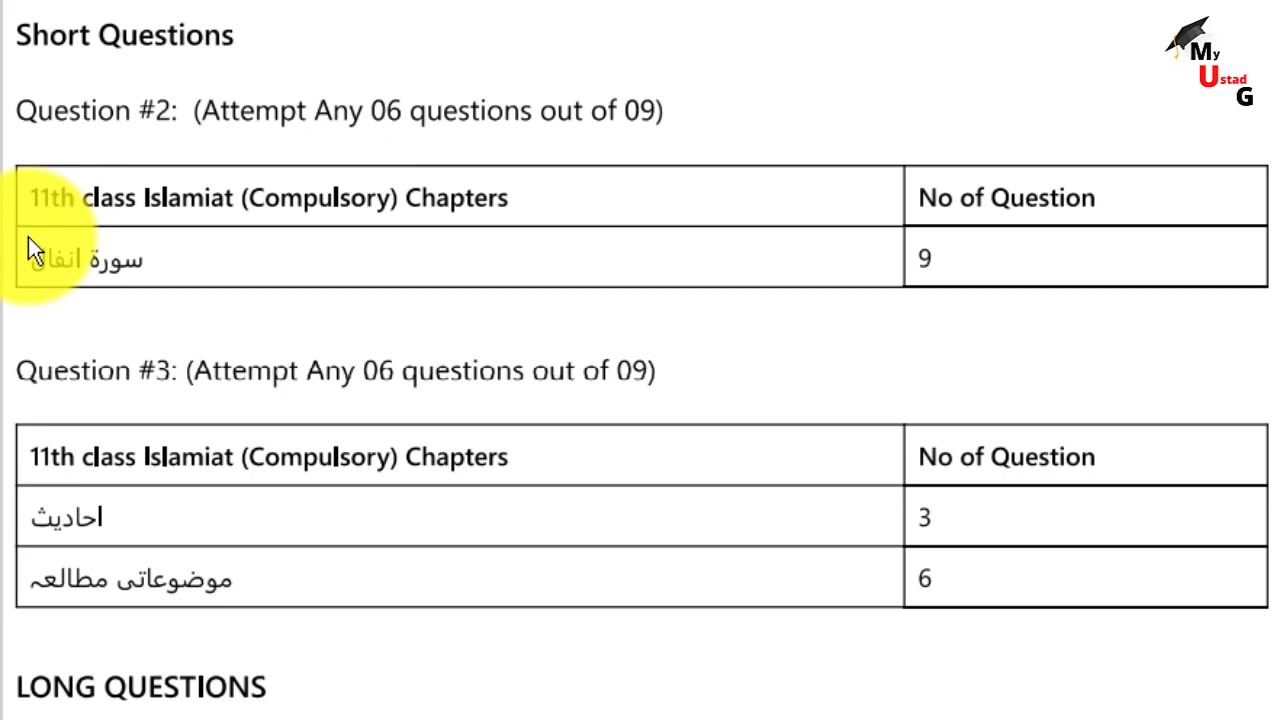 Short Questions
My
Ustad
G
Question #2: (Attempt Any 06 questions out of 09)
11th class Islamiat (Compulsory) Chapters
No of Question
سورۃ انفال
9
Question #3: (Attempt Any 06 questions out of 09)
11th class Islamiat (Compulsory) Chapters
No of Question
احادیث
3
موضوعاتی مطالعہ
6
LONG QUESTIONS